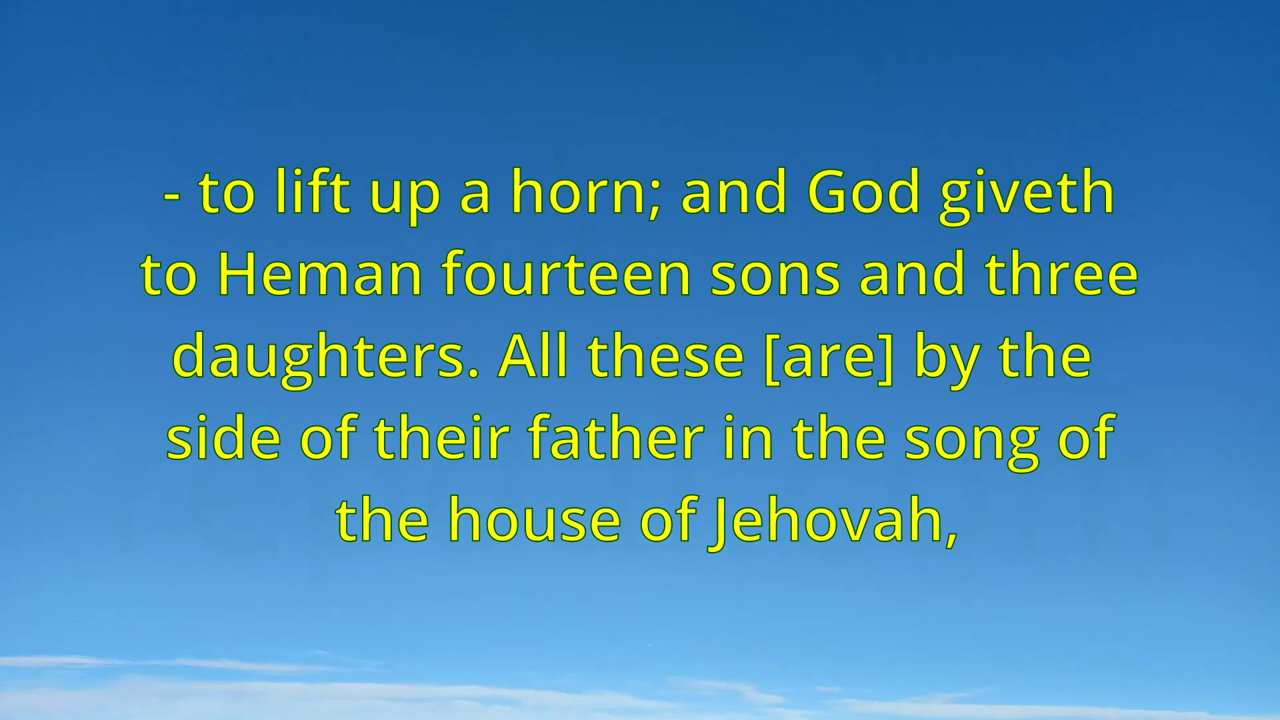 - to lift up a horn; and God giveth
to Heman fourteen sons and three
daughters. All these [are] by the
side of their father in the song of
the house of Jehovah,